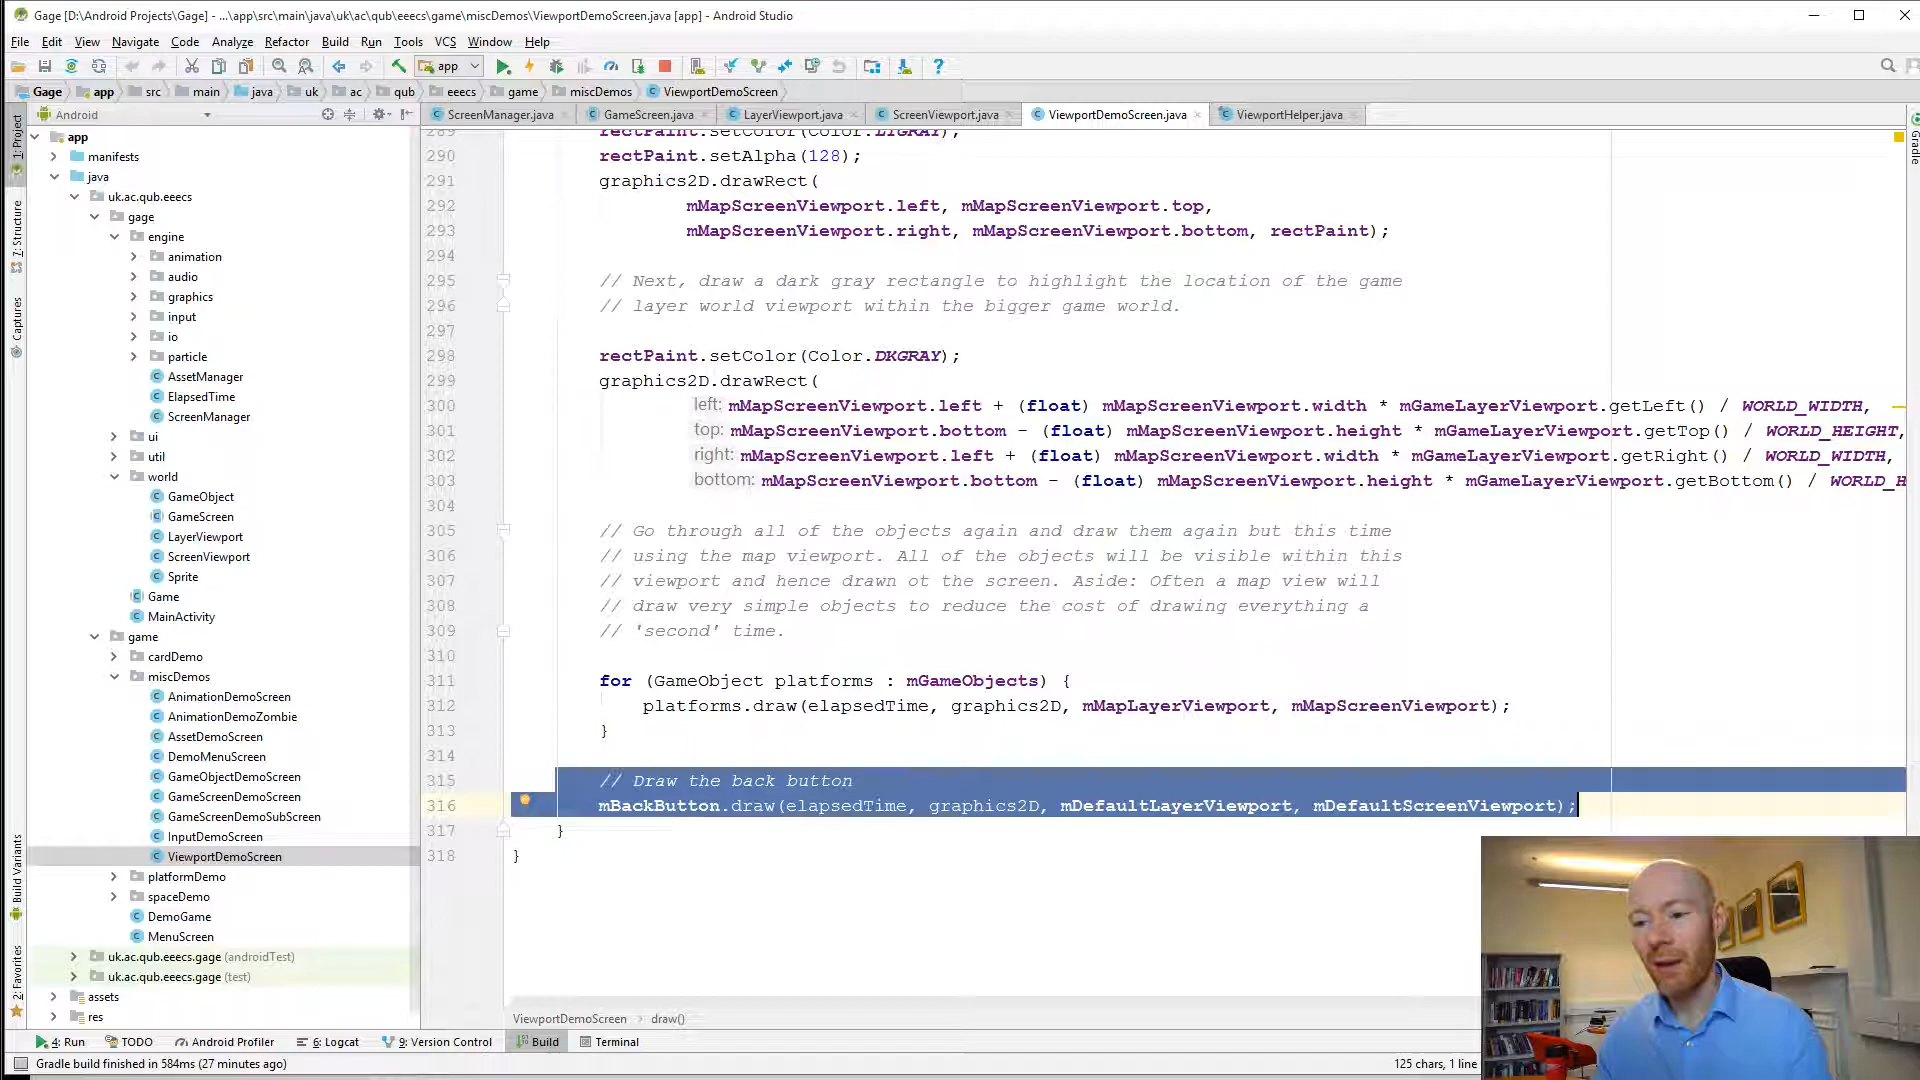 Gage [D:\Android Projects\Gage] - ...\app\src\main\java\uk\ac\qub\eeecs\game\miscDemos\ViewportDemoScreen.java [app] - Android Studio
File Edit View Navigate Code Analyze Refactor Build Run Tools VCS Window Help
app
Gage app src main java uk ac qub eeecs game miscDemos ViewportDemoScreen
Android
ScreenManager.java GameScreen.java LayerViewport.java ScreenViewport.java ViewportDemoScreen.java ViewportHelper.java
1: Project
7: Structure
Captures
Build Variants
2: Favorites
Gradle
app
manifests
java
uk.ac.qub.eeecs
gage
engine
animation
audio
graphics
input
io
particle
AssetManager
ElapsedTime
ScreenManager
ui
util
world
GameObject
GameScreen
LayerViewport
ScreenViewport
Sprite
Game
MainActivity
game
cardDemo
miscDemos
AnimationDemoScreen
AnimationDemoZombie
AssetDemoScreen
DemoMenuScreen
GameObjectDemoScreen
GameScreenDemoScreen
GameScreenDemoSubScreen
InputDemoScreen
ViewportDemoScreen
platformDemo
spaceDemo
DemoGame
MenuScreen
uk.ac.qub.eeecs.gage (androidTest)
uk.ac.qub.eeecs.gage (test)
assets
res
289 rectPaint.setColor(Color.LTGRAY);
290 rectPaint.setAlpha(128);
291 graphics2D.drawRect(
292 mMapScreenViewport.left, mMapScreenViewport.top,
293 mMapScreenViewport.right, mMapScreenViewport.bottom, rectPaint);
294
295 // Next, draw a dark gray rectangle to highlight the location of the game
296 // layer world viewport within the bigger game world.
297
298 rectPaint.setColor(Color.DKGRAY);
299 graphics2D.drawRect(
300 left: mMapScreenViewport.left + (float) mMapScreenViewport.width * mGameLayerViewport.getLeft() / WORLD_WIDTH,
301 top: mMapScreenViewport.bottom - (float) mMapScreenViewport.height * mGameLayerViewport.getTop() / WORLD_HEIGHT,
302 right: mMapScreenViewport.left + (float) mMapScreenViewport.width * mGameLayerViewport.getRight() / WORLD_WIDTH,
303 bottom: mMapScreenViewport.bottom - (float) mMapScreenViewport.height * mGameLayerViewport.getBottom() / WORLD_H
304
305 // Go through all of the objects again and draw them again but this time
306 // using the map viewport. All of the objects will be visible within this
307 // viewport and hence drawn ot the screen. Aside: Often a map view will
308 // draw very simple objects to reduce the cost of drawing everything a
309 // 'second' time.
310
311 for (GameObject platforms : mGameObjects) {
312 platforms.draw(elapsedTime, graphics2D, mMapLayerViewport, mMapScreenViewport);
313 }
314
315 // Draw the back button
316 mBackButton.draw(elapsedTime, graphics2D, mDefaultLayerViewport, mDefaultScreenViewport);
317 }
318 }
ViewportDemoScreen draw()
4: Run TODO Android Profiler 6: Logcat 9: Version Control Build Terminal
Gradle build finished in 584ms (27 minutes ago) 125 chars, 1 line